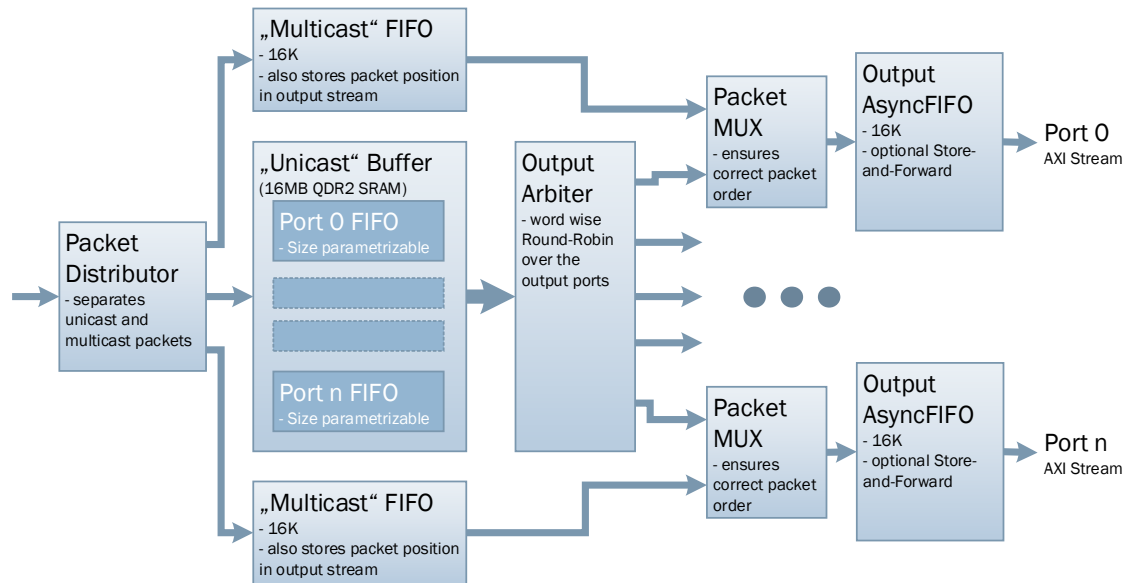 „Multicast“ FIFO
- 16K
- also stores packet position
in output stream
Packet
Distributor
- separates
unicast and
multicast packets
„Unicast“ Buffer
(16MB QDR2 SRAM)
Port 0 FIFO
- Size parametrizable
Port n FIFO
- Size parametrizable
„Multicast“ FIFO
- 16K
- also stores packet position
in output stream
Output
Arbiter
- word wise
Round-Robin
over the
output ports
Packet
MUX
- ensures
correct packet
order
Output
AsyncFIFO
- 16K
- optional Store-
and-Forward
Port 0
AXI Stream
Packet
MUX
- ensures
correct packet
order
Output
AsyncFIFO
- 16K
- optional Store-
and-Forward
Port n
AXI Stream